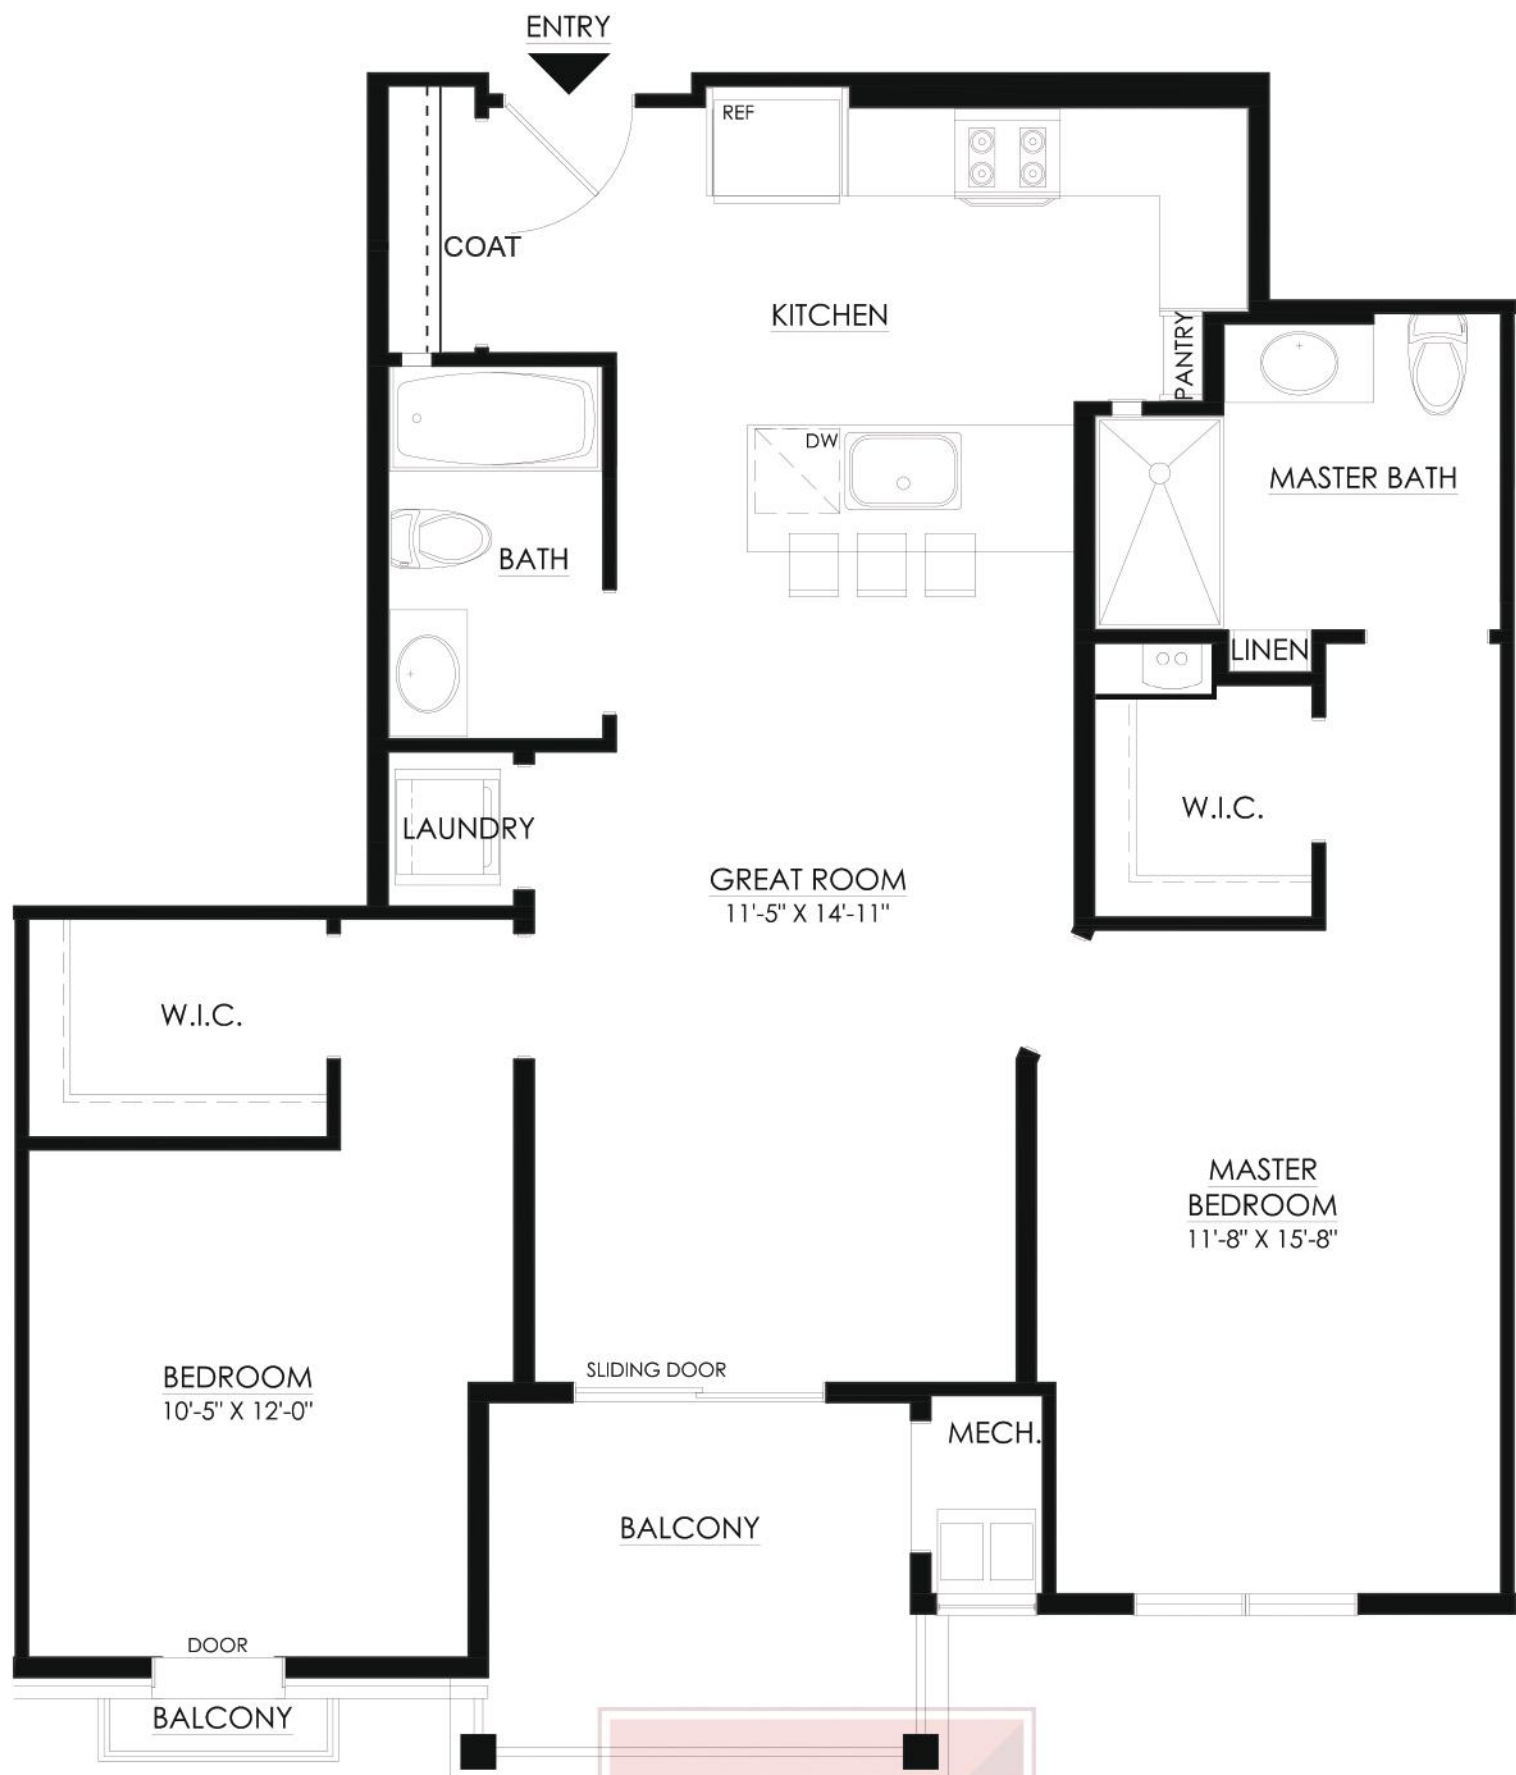 ENTRY
REF
COAT
KITCHEN
PANTRY
DW
MASTER BATH
BATH
LINEN
W.I.C.
LAUNDRY
GREAT ROOM
11'-5" X 14'-11"
W.I.C.
MASTER
BEDROOM
11'-8" X 15'-8"
SLIDING DOOR
BEDROOM
10'-5" X 12'-0"
MECH.
BALCONY
DOOR
BALCONY